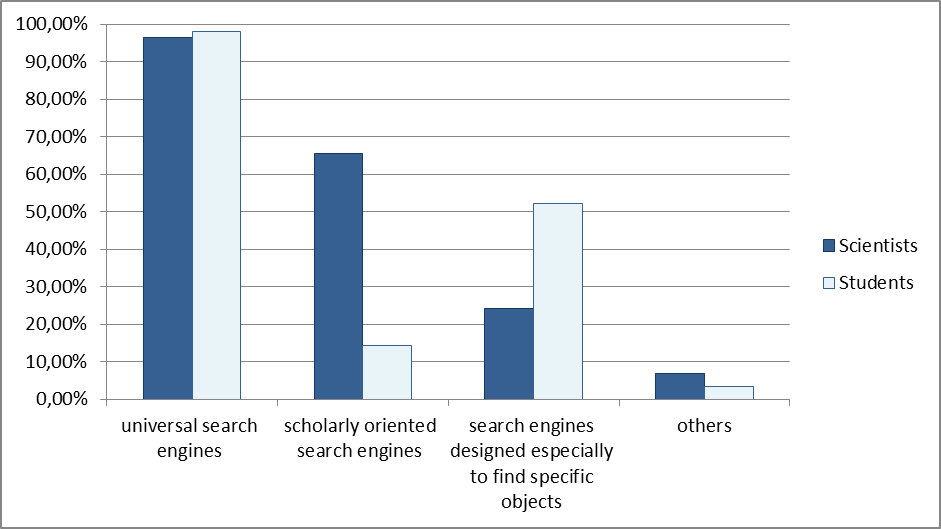 100,00%
90,00%
80,00%
70,00%
60,00%
50,00%
40,00%
30,00%
20,00%
10,00%
0,00%
universal search
engines
scholarly oriented
search engines
search engines
designed especially
to find specific
objects
others
Scientists
Students